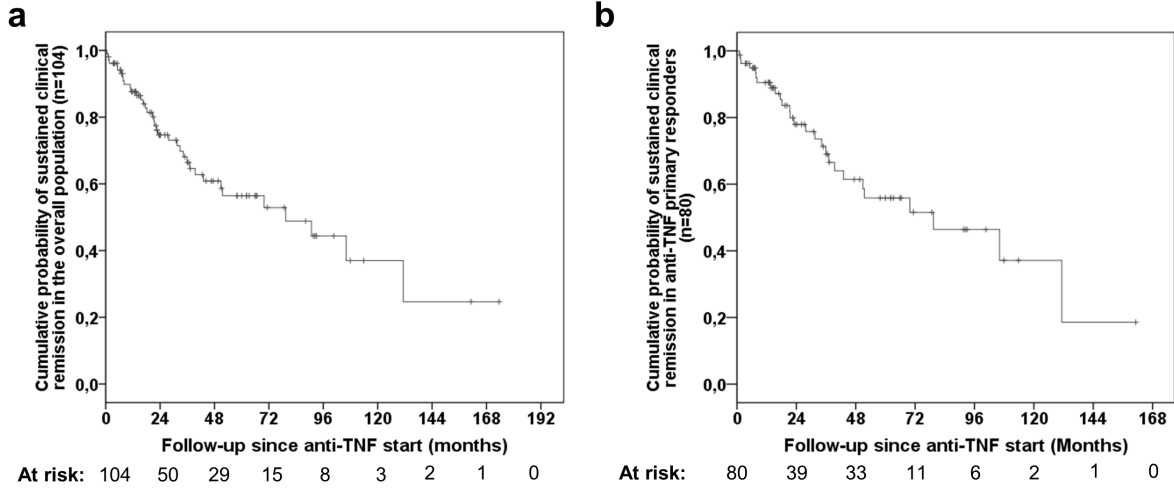 a
Cumulative probability of sustained clinical
remission in the overall population (n=104)
1,0
0,8
0,6
0,4
0,2
0,0
0 24 48 72 96 120 144 168 192
Follow-up since anti-TNF start (months)
At risk: 104 50 29 15 8 3 2 1 0
b
Cumulative probability of sustained clinical
remission in anti-TNF primary responders
(n=80)
1,0
0,8
0,6
0,4
0,2
0,0
0 24 48 72 96 120 144 168
Follow-up since anti-TNF start (Months)
At risk: 80 39 33 11 6 2 1 0